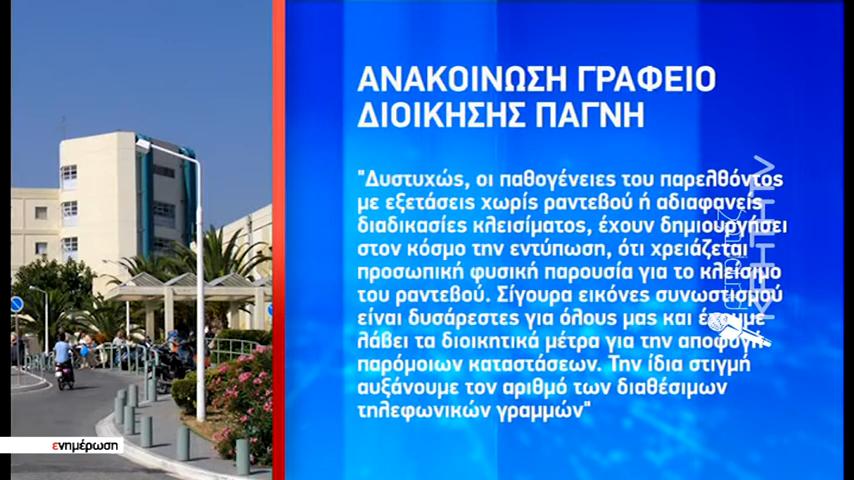 ΑΝΑΚΟΙΝΩΣΗ ΓΡΑΦΕΙΟ
ΔΙΟΙΚΗΣΗΣ ΠΑΓΝΗ
"Δυστυχώς, οι παθογένειες του παρελθόντος
με εξετάσεις χωρίς ραντεβού ή αδιαφανείς
διαδικασίες κλεισίματος, έχουν δημιουργήσει
στον κόσμο την εντύπωση, ότι χρειάζεται
προσωπική φυσική παρουσία για το κλείσιμο
του ραντεβού. Σίγουρα εικόνες συνωστισμού
είναι δυσάρεστες για όλους μας και έχουμε
λάβει τα διοικητικά μέτρα για την αποφυγή
παρόμοιων καταστάσεων. Την ίδια στιγμή
αυξάνουμε τον αριθμό των διαθέσιμων
τηλεφωνικών γραμμών"
ΚΡΗΤΗ TV
ενημέρωση